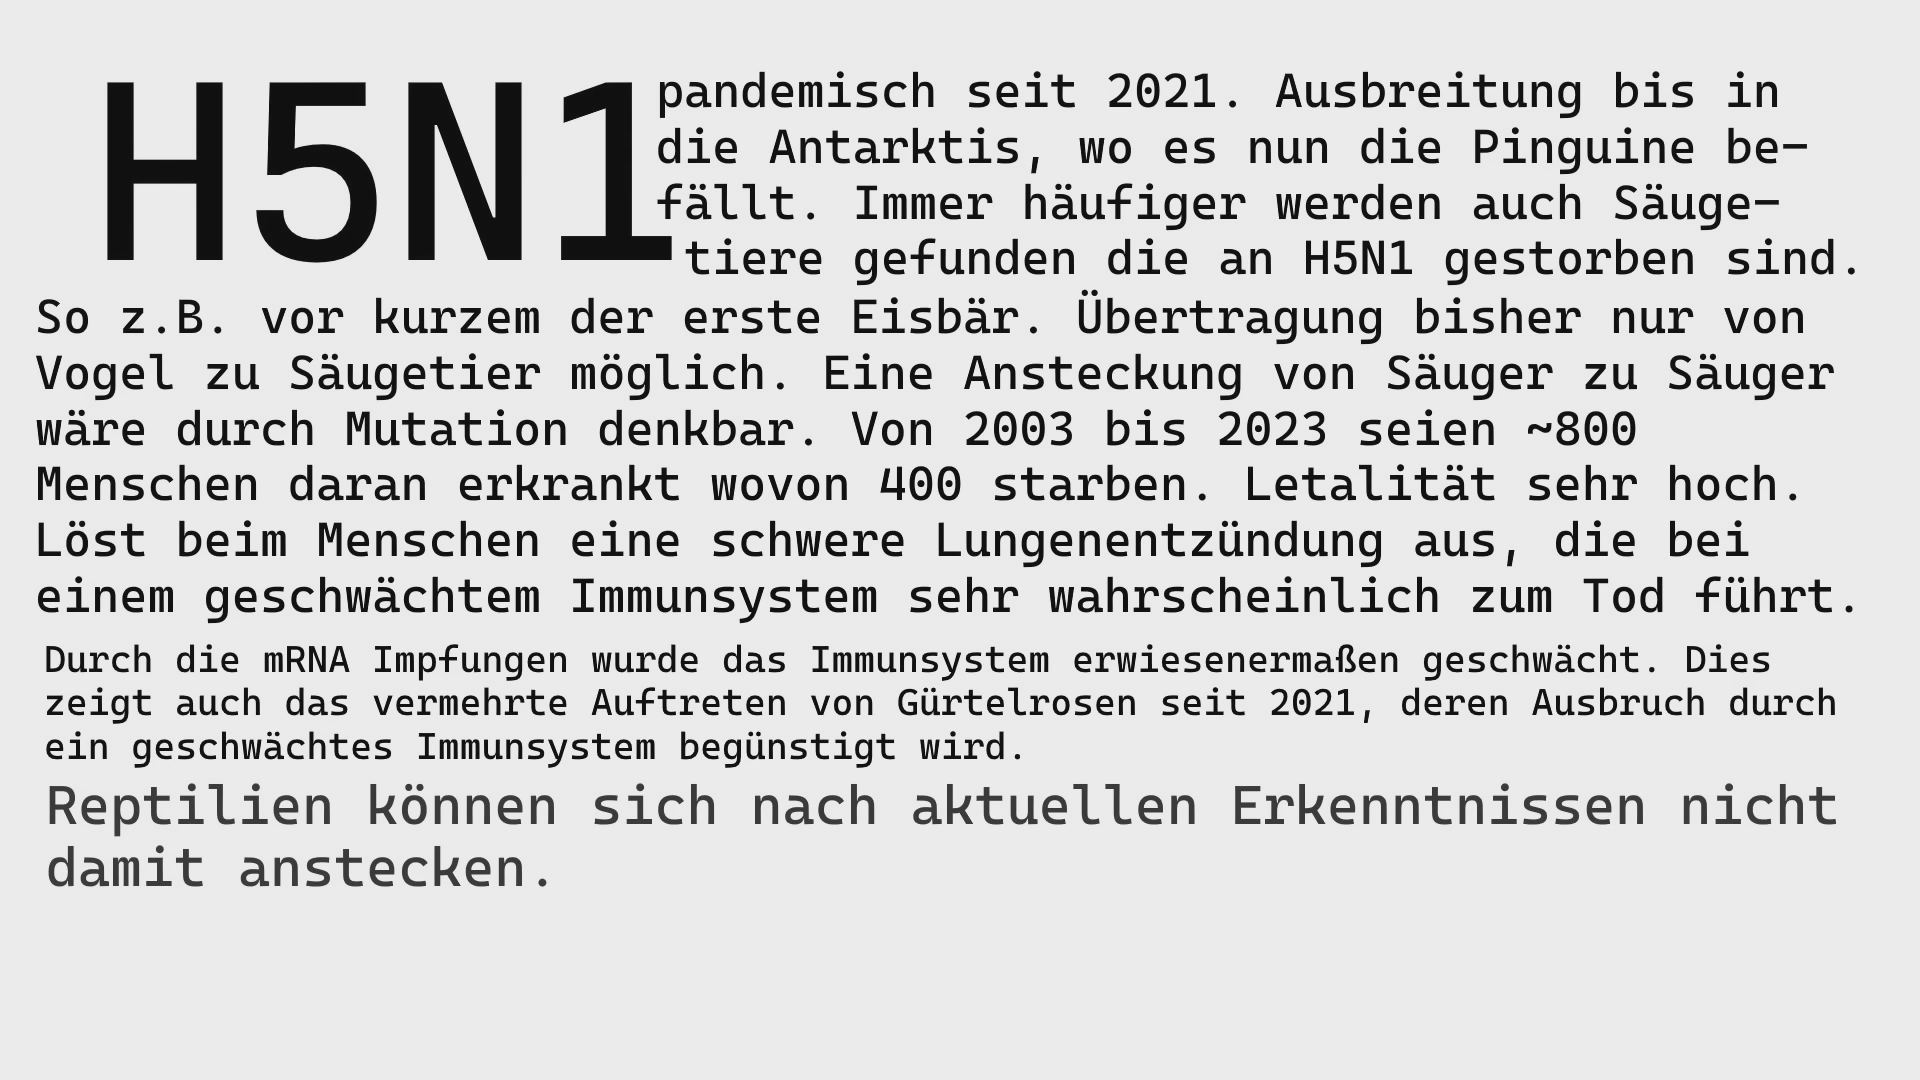 H5N1 pandemisch seit 2021. Ausbreitung bis in
die Antarktis, wo es nun die Pinguine be-
fällt. Immer häufiger werden auch Säuge-
tiere gefunden die an H5N1 gestorben sind.
So z.B. vor kurzem der erste Eisbär. Übertragung bisher nur von
Vogel zu Säugetier möglich. Eine Ansteckung von Säuger zu Säuger
wäre durch Mutation denkbar. Von 2003 bis 2023 seien ~800
Menschen daran erkrankt wovon 400 starben. Letalität sehr hoch.
Löst beim Menschen eine schwere Lungenentzündung aus, die bei
einem geschwächtem Immunsystem sehr wahrscheinlich zum Tod führt.
Durch die mRNA Impfungen wurde das Immunsystem erwiesenermaßen geschwächt. Dies
zeigt auch das vermehrte Auftreten von Gürtelrosen seit 2021, deren Ausbruch durch
ein geschwächtes Immunsystem begünstigt wird.
Reptilien können sich nach aktuellen Erkenntnissen nicht
damit anstecken.